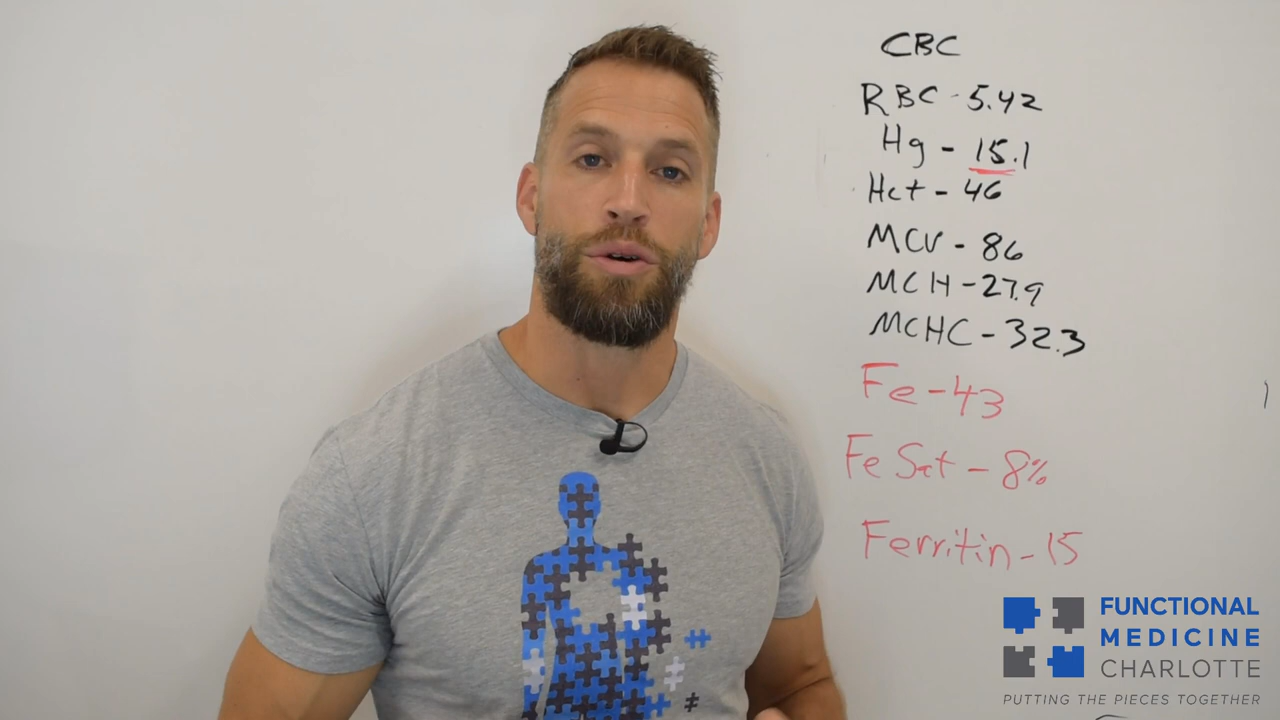 CBC
RBC - 5.42
Hg - 15.1
Hct - 46
MCV - 86
MCH - 27.9
MCHC - 32.3
Fe - 43
Fe Sat - 8%
Ferritin - 15
FUNCTIONAL
MEDICINE
CHARLOTTE
PUTTING THE PIECES TOGETHER